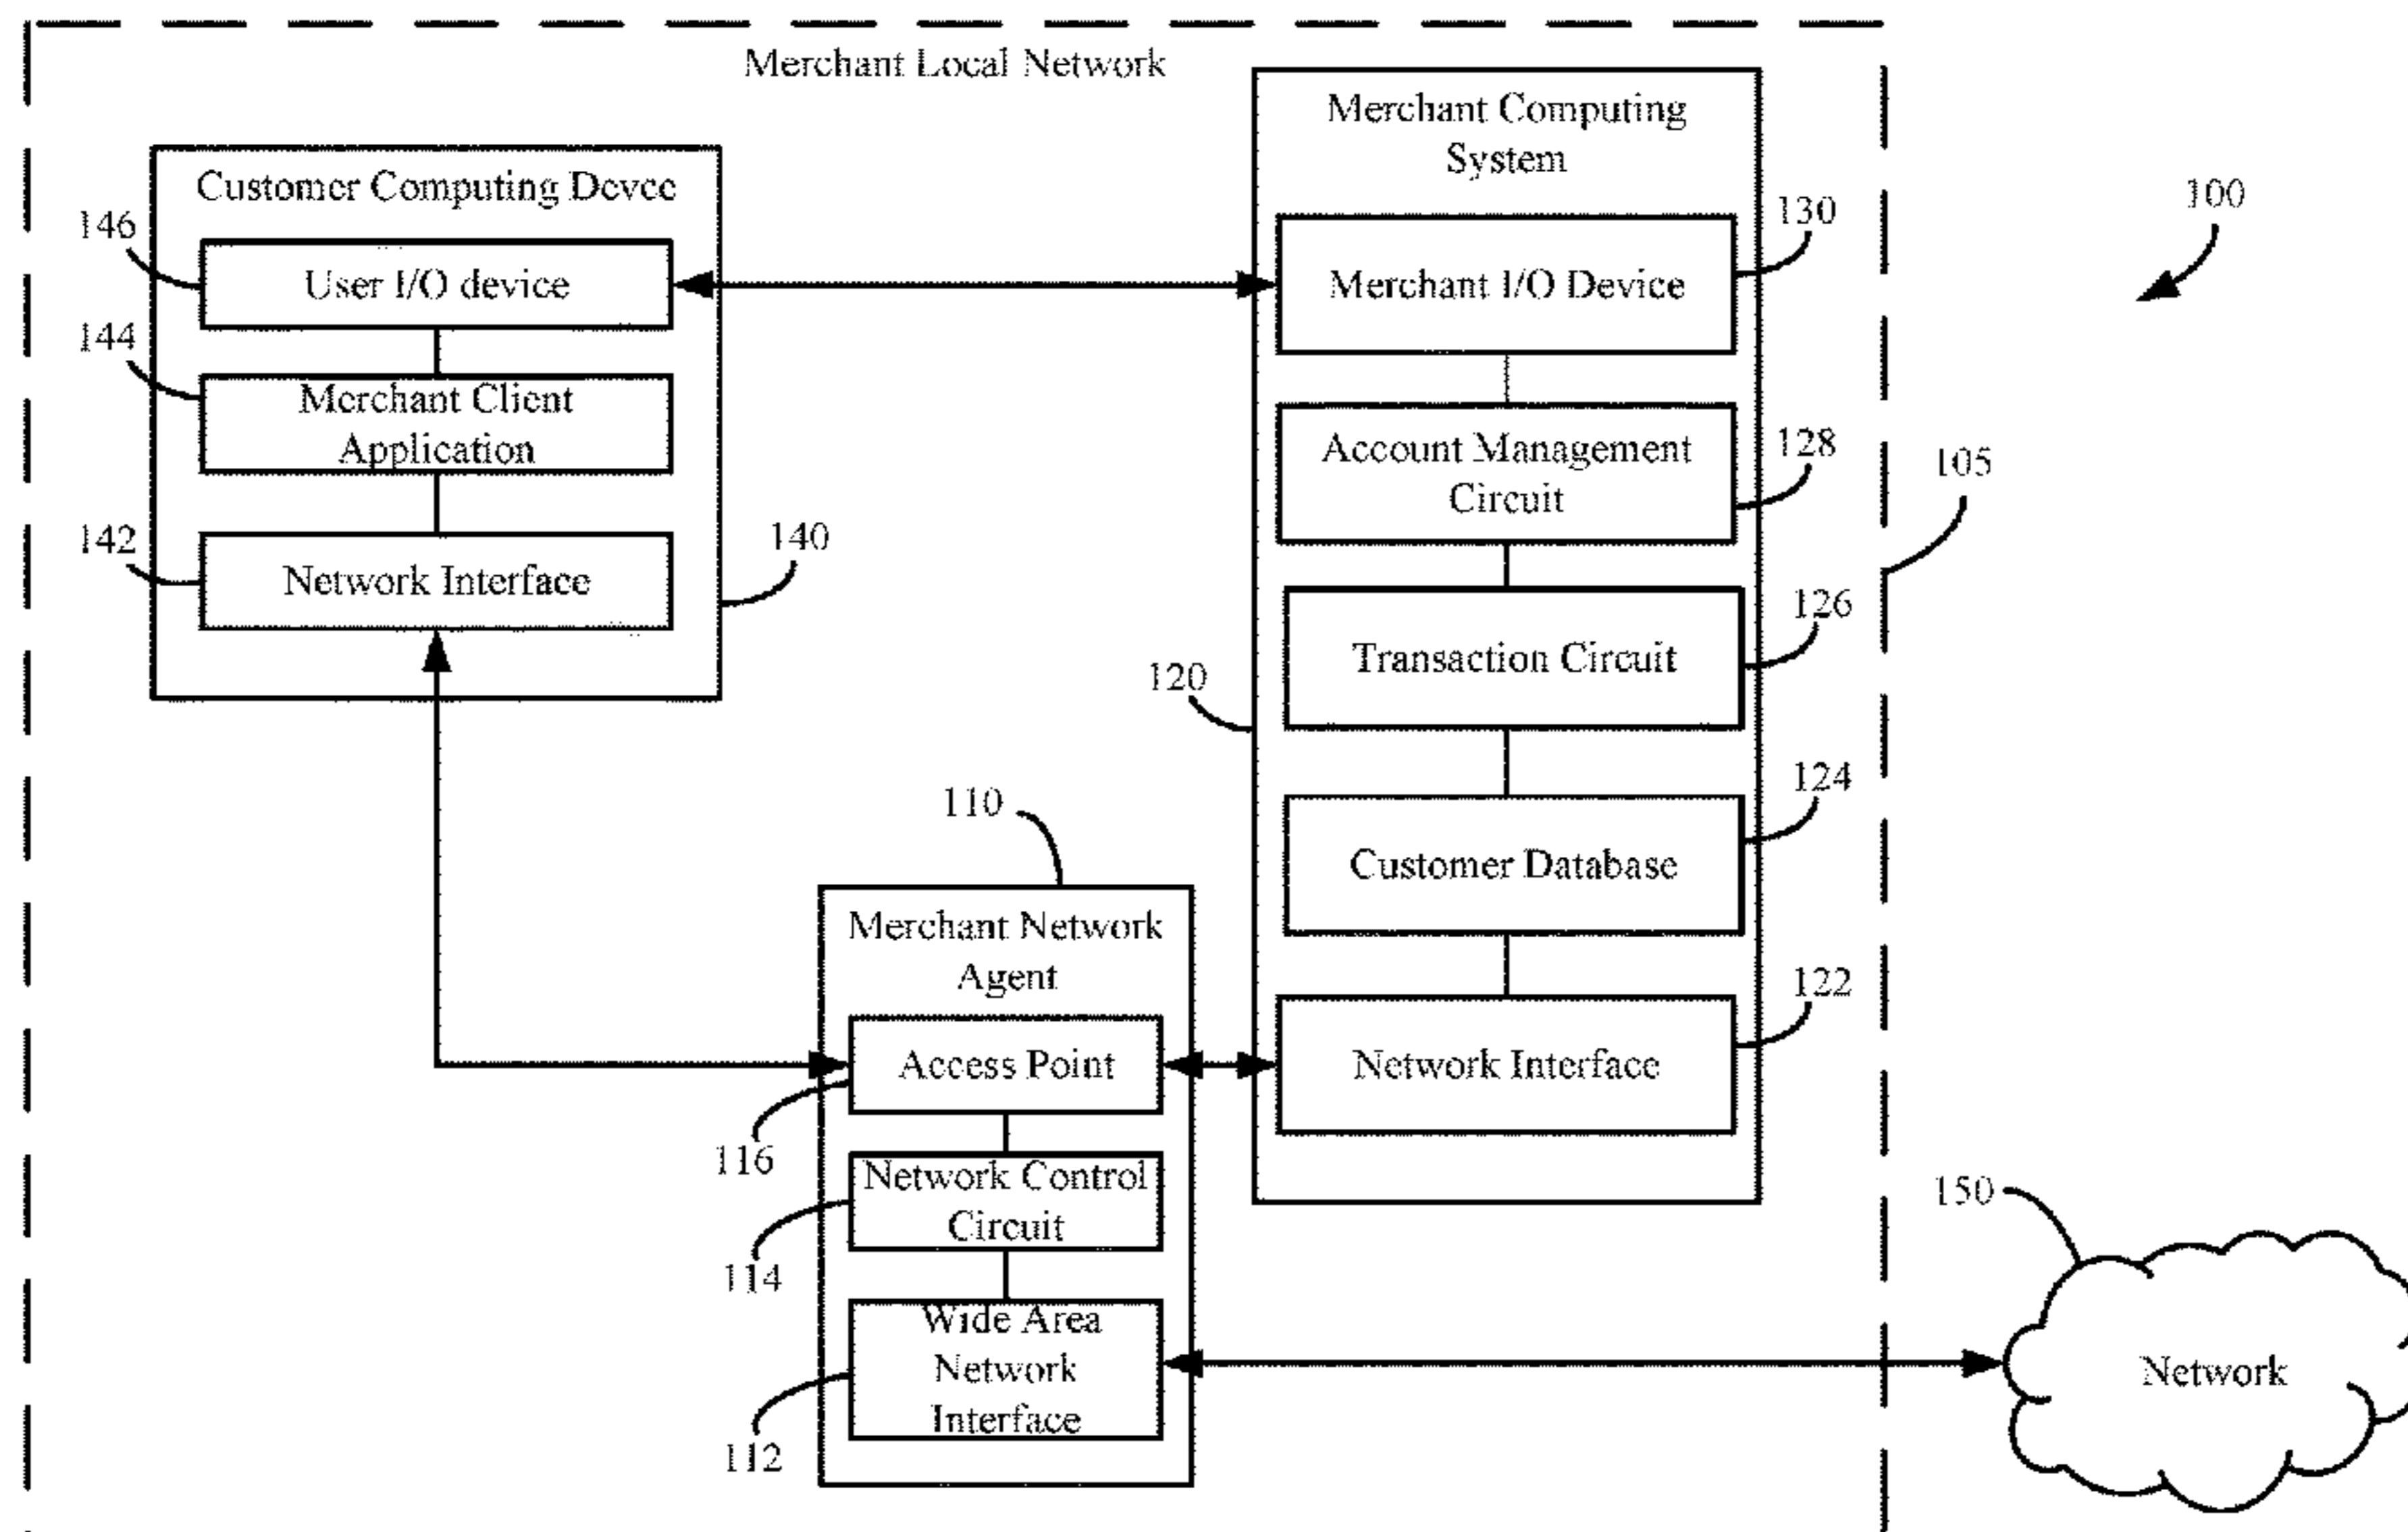 Merchant Local Network
Merchant Computing
System
100
Customer Computing Devce
130
146
User I/O device
Merchant I/O Device
144
Merchant Client
Application
Account Management
Circuit
128
105
142
Network Interface
140
126
Transaction Circuit
120
124
110
Customer Database
Merchant Network
Agent
122
Access Point
Network Interface
116
Network Control
Circuit
150
114
Wide Area
Network
Interface
Network
112